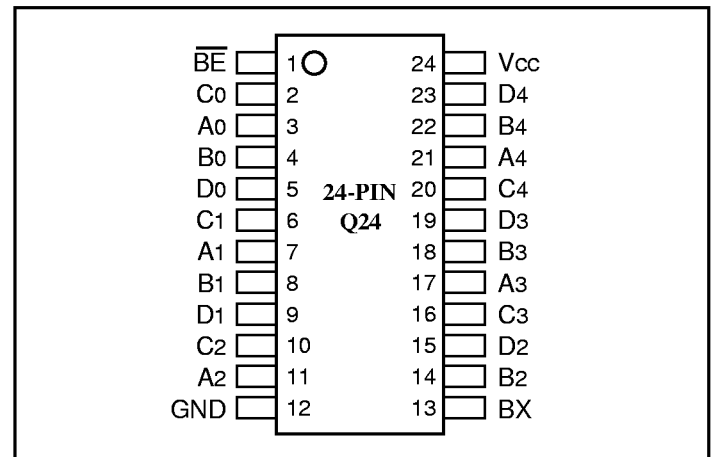 B̅E̅ 1 24 Vcc
C0 2 23 D4
A0 3 22 B4
B0 4 21 A4
D0 5 24-PIN 20 C4
C1 6 Q24 19 D3
A1 7 18 B3
B1 8 17 A3
D1 9 16 C3
C2 10 15 D2
A2 11 14 B2
GND 12 13 BX